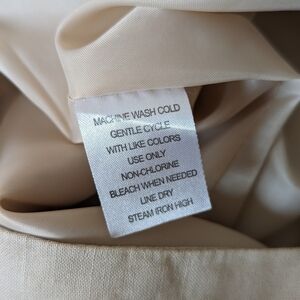 MACHINE WASH COLD
GENTLE CYCLE
WITH LIKE COLORS
USE ONLY
NON-CHLORINE
BLEACH WHEN NEEDED
LINE DRY
STEAM IRON HIGH